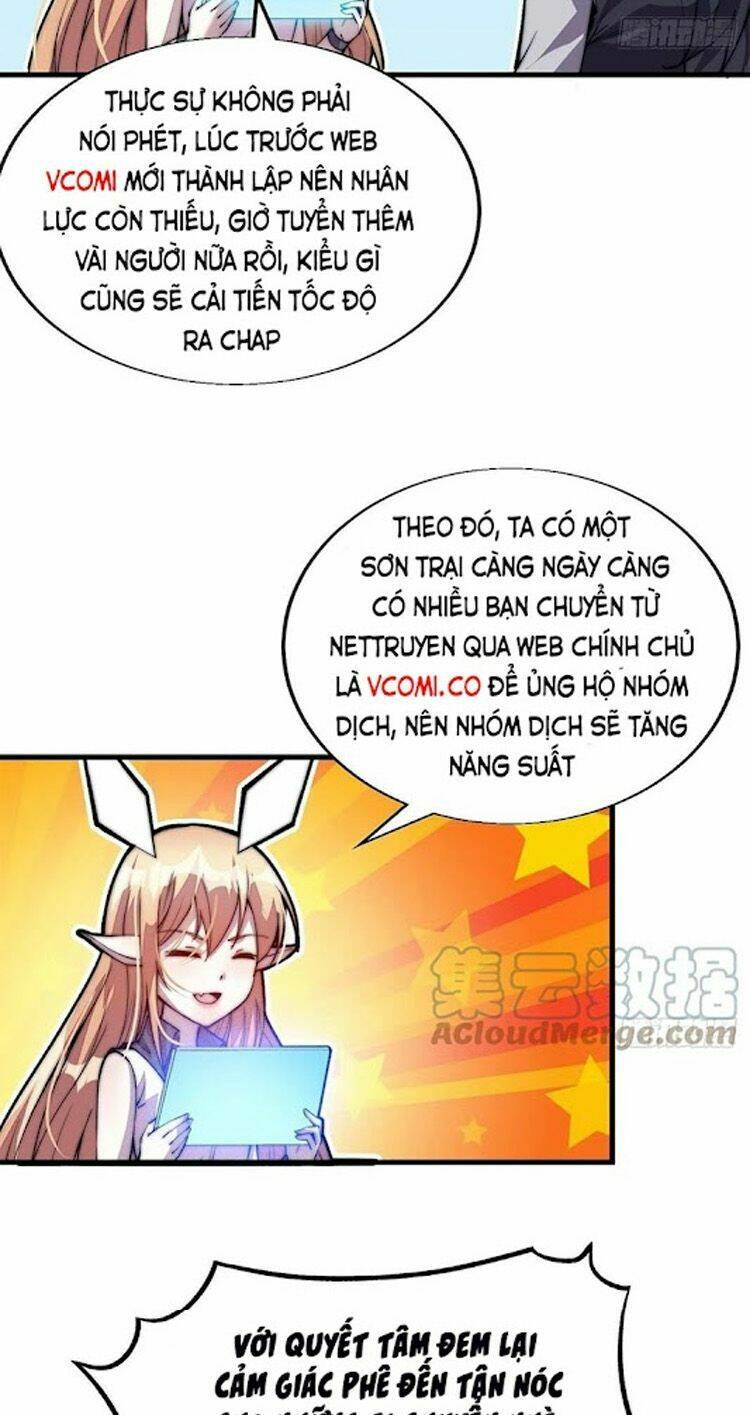 腾讯动漫
THỰC SỰ KHÔNG PHẢI
NÓI PHÉT, LÚC TRƯỚC WEB
VCOMI MỚI THÀNH LẬP NÊN NHÂN
LỰC CÒN THIẾU, GIỜ TUYỂN THÊM
VÀI NGƯỜI NỮA RỒI, KIỂU GÌ
CŨNG SẼ CẢI TIẾN TỐC ĐỘ
RA CHAP
THEO ĐÓ, TA CÓ MỘT
SƠN TRẠI CÀNG NGÀY CÀNG
CÓ NHIỀU BẠN CHUYỂN TỪ
NETTRUYEN QUA WEB CHÍNH CHỦ
LÀ VCOMI.CO ĐỂ ỦNG HỘ NHÓM
DỊCH, NÊN NHÓM DỊCH SẼ TĂNG
NĂNG SUẤT
集云数据
ACloudMerge.com
VỚI QUYẾT TÂM ĐEM LẠI
CẢM GIÁC PHÊ ĐẾN TẬN NÓC